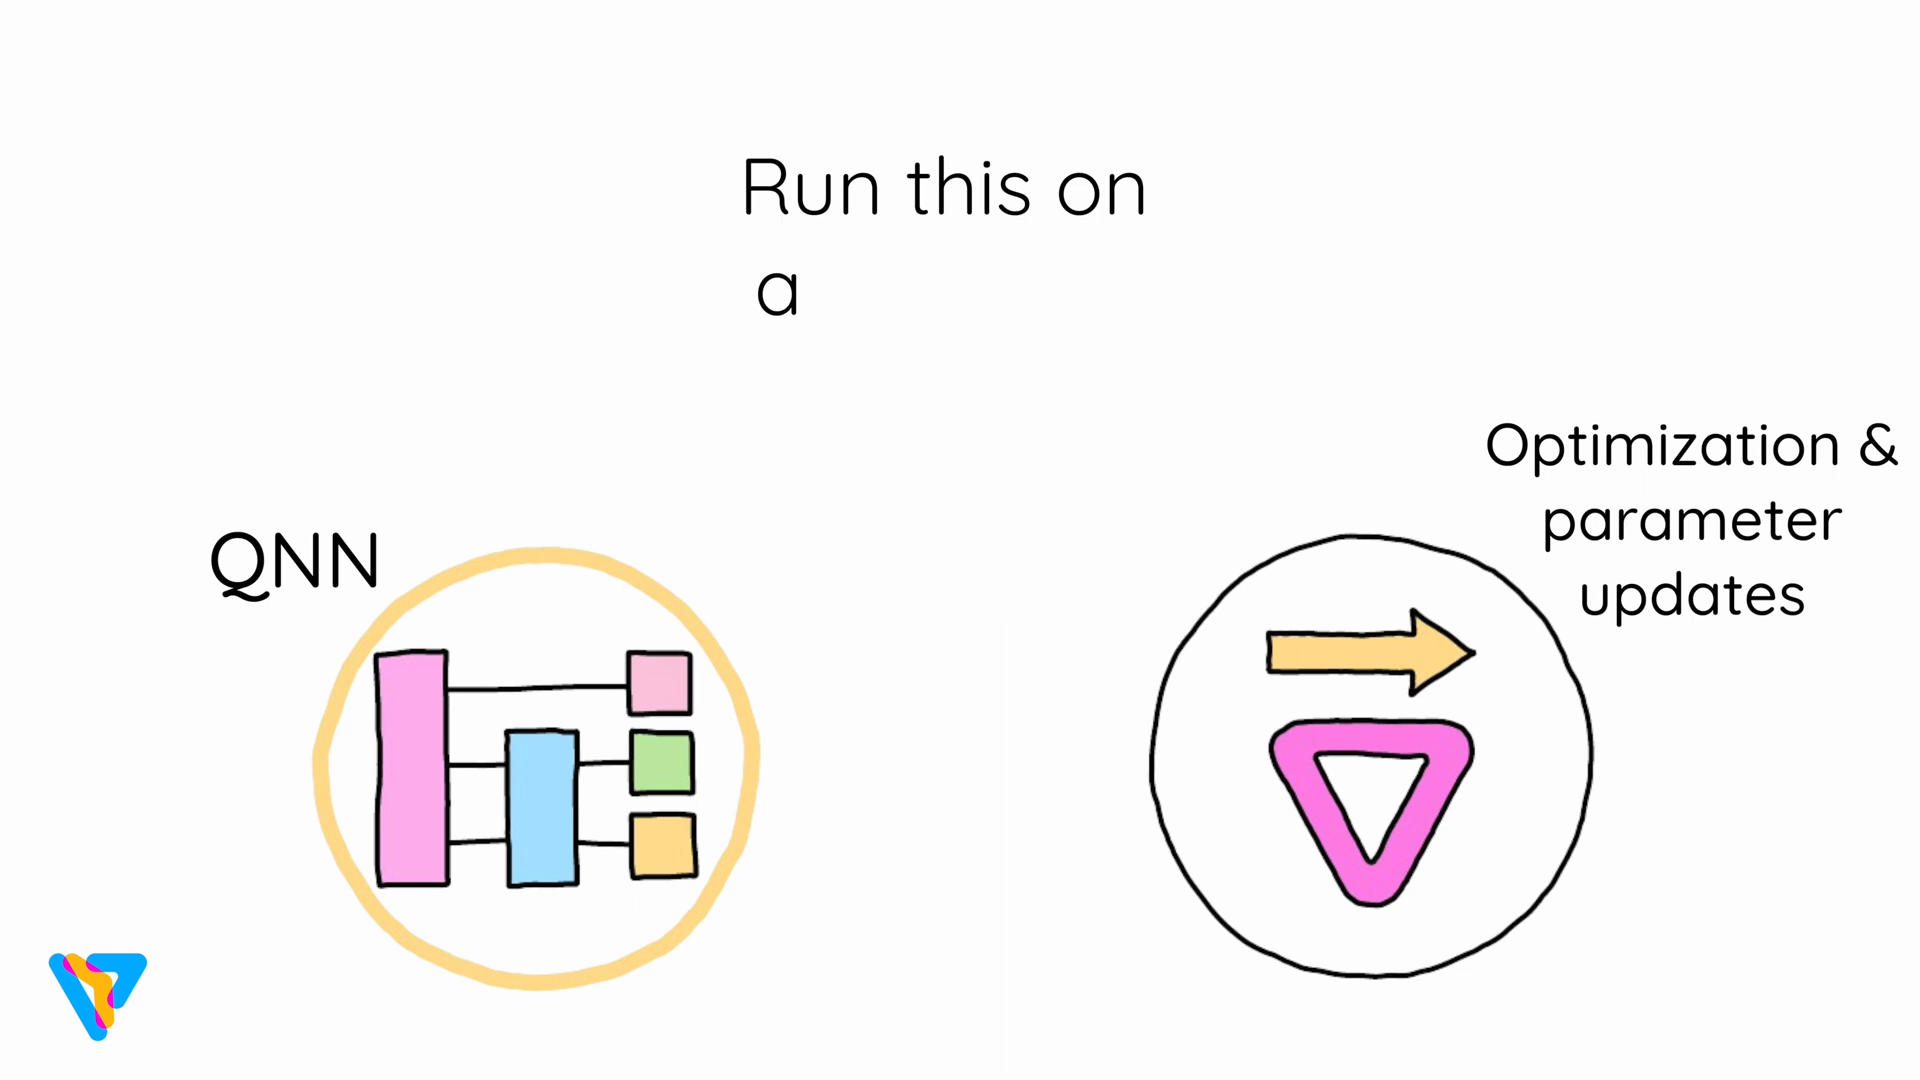 Run this on
a
Optimization &
parameter
updates
QNN